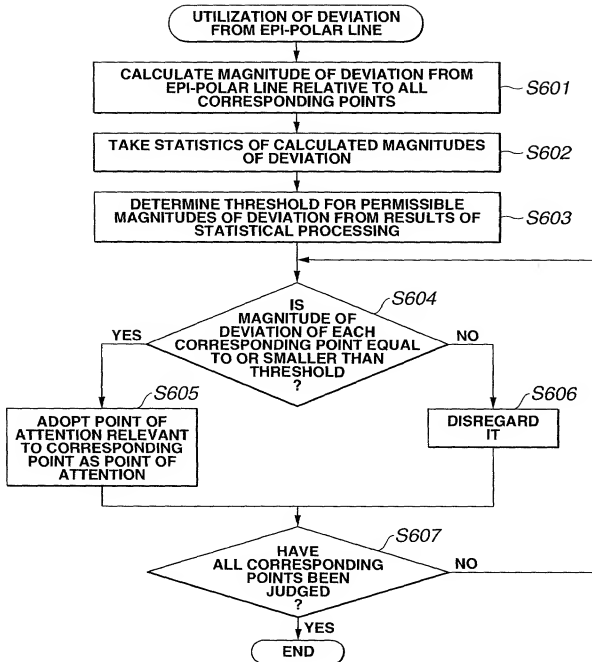 UTILIZATION OF DEVIATION
FROM EPI-POLAR LINE
CALCULATE MAGNITUDE OF DEVIATION FROM
EPI-POLAR LINE RELATIVE TO ALL
CORRESPONDING POINTS
S601
TAKE STATISTICS OF CALCULATED MAGNITUDES
OF DEVIATION
S602
DETERMINE THRESHOLD FOR PERMISSIBLE
MAGNITUDES OF DEVIATION FROM RESULTS OF
STATISTICAL PROCESSING
S603
S604
IS
MAGNITUDE OF
DEVIATION OF EACH
CORRESPONDING POINT EQUAL
TO OR SMALLER THAN
THRESHOLD
?
YES
NO
S605
ADOPT POINT OF
ATTENTION RELEVANT
TO CORRESPONDING
POINT AS POINT OF
ATTENTION
S606
DISREGARD
IT
S607
HAVE
ALL CORRESPONDING
POINTS BEEN
JUDGED
?
NO
YES
END